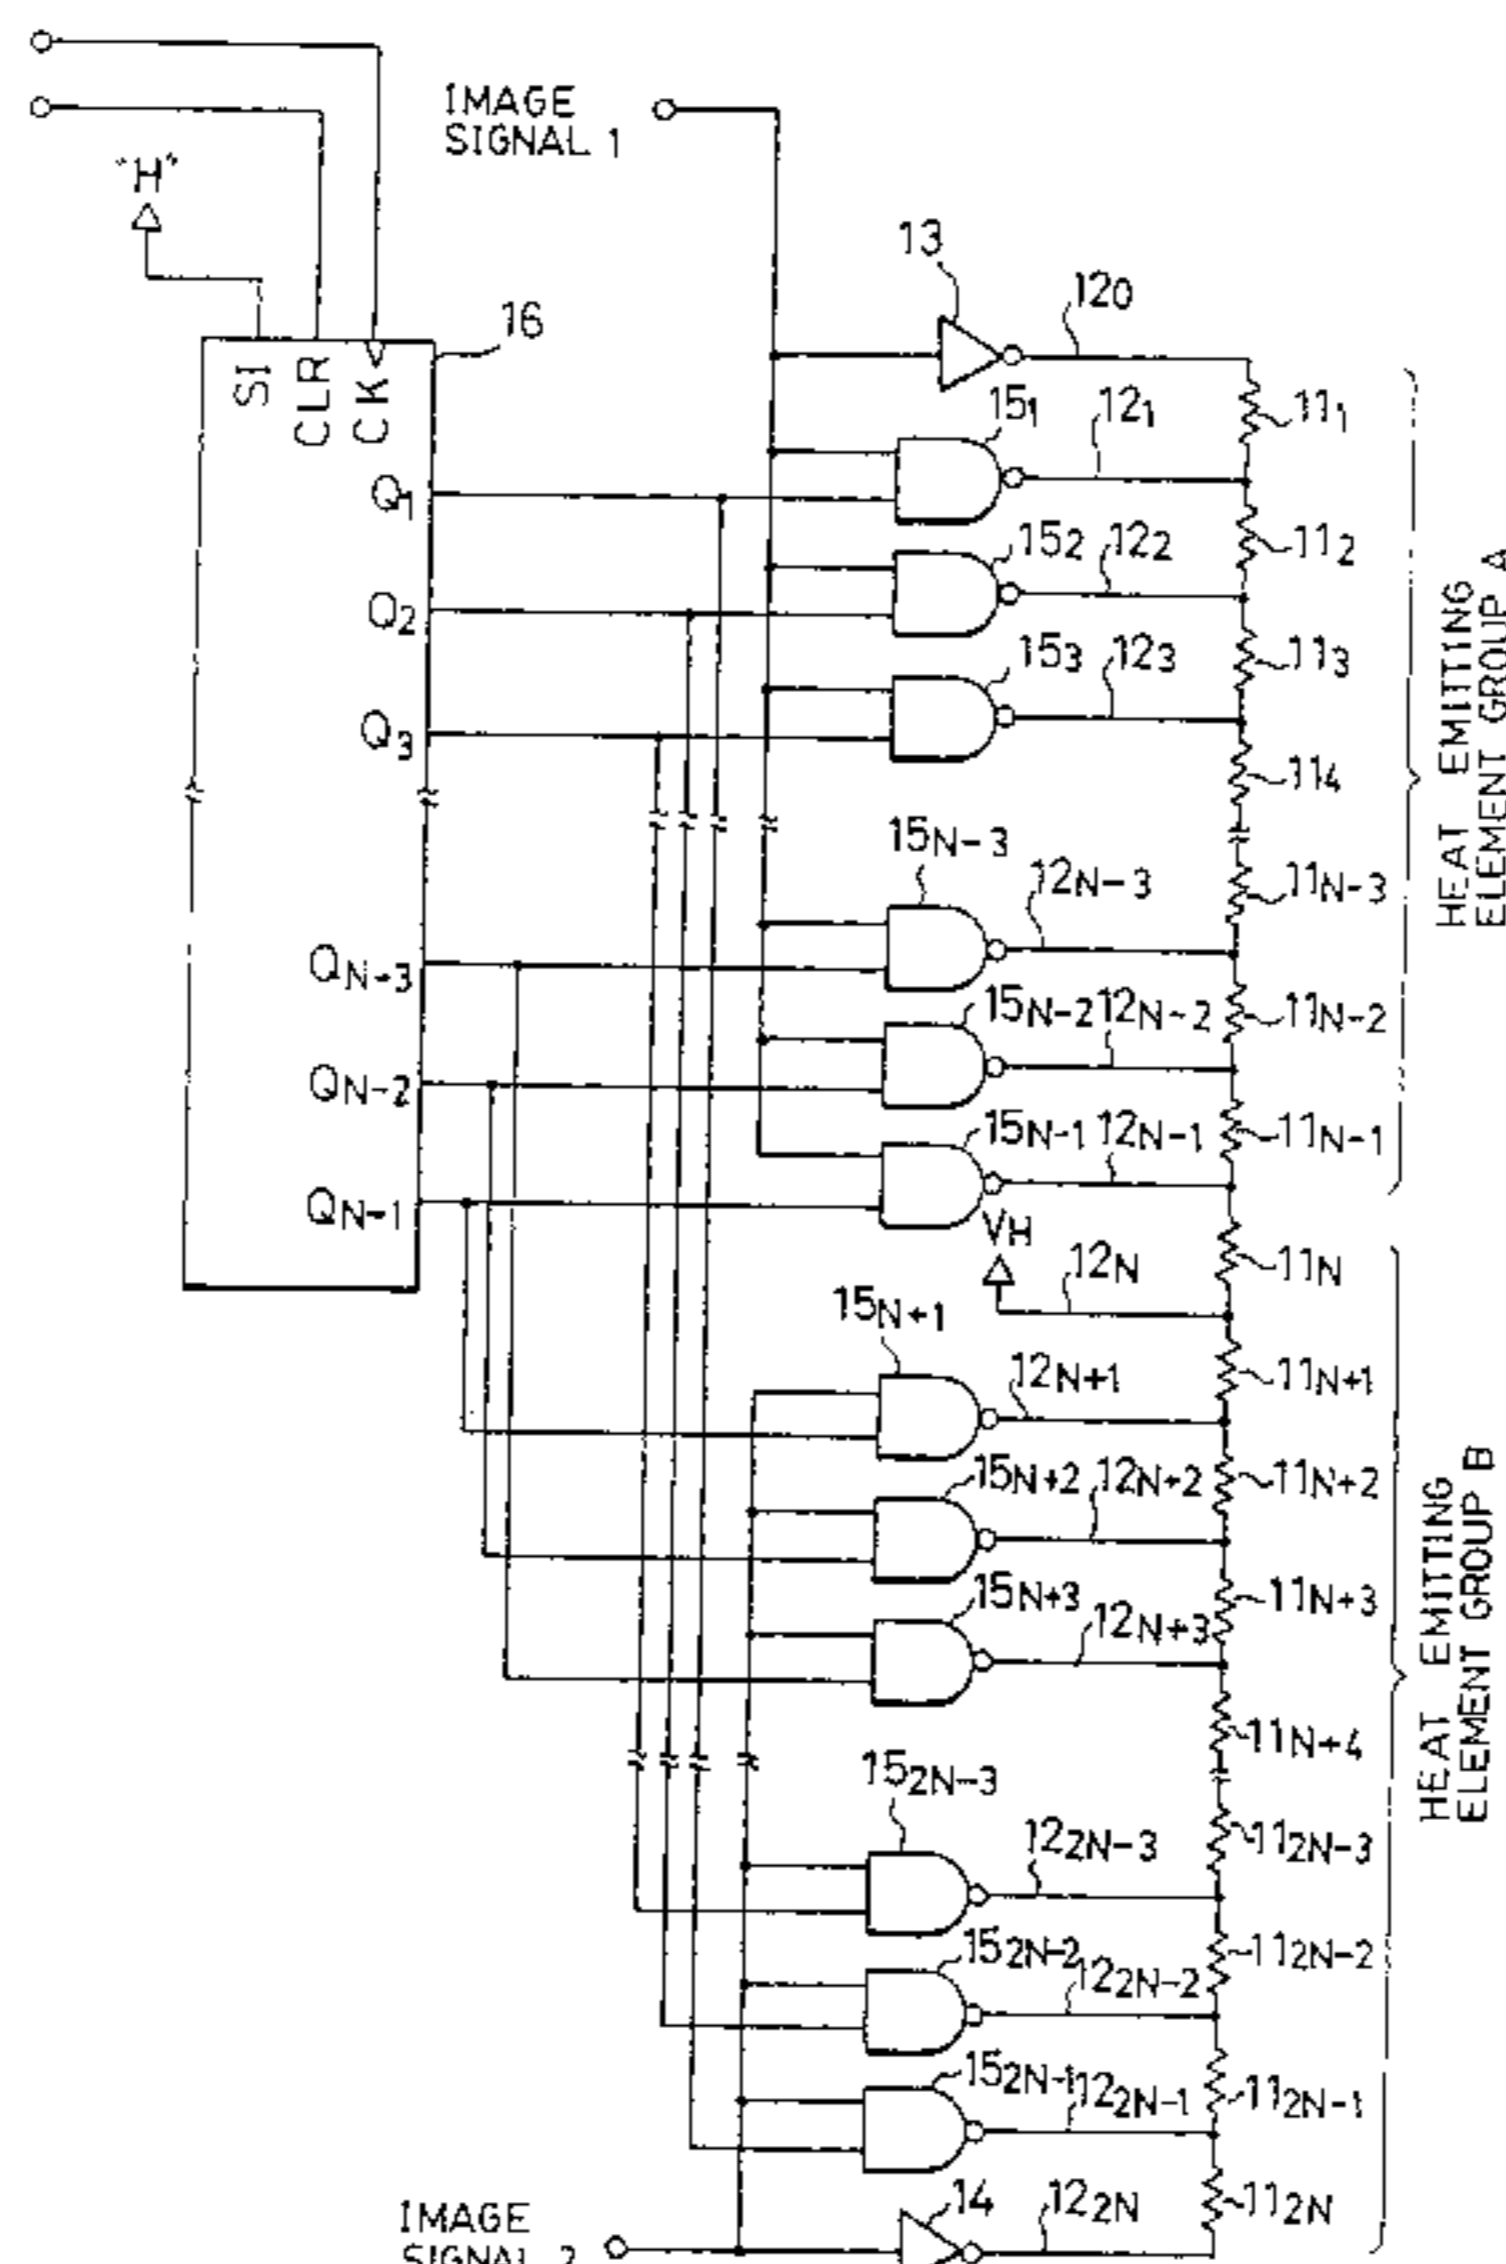 IMAGE
SIGNAL 1
"H"
13
12₀
16
SI
CLR
CK
11₁
15₁
12₁
Q₁
11₂
15₂
12₂
Q₂
11₃
15₃
12₃
Q₃
11₄
HEAT EMITTING
ELEMENT GROUP A
15N-3
12N-3
11N-3
QN-3
15N-2
12N-2
11N-2
QN-2
15N-1
12N-1
11N-1
QN-1
VH
12N
11N
15N+1
12N+1
11N+1
15N+2
12N+2
11N+2
15N+3
12N+3
11N+3
HEAT EMITTING
ELEMENT GROUP B
11N+4
15₂N-3
12₂N-3
11₂N-3
15₂N-2
12₂N-2
11₂N-2
15₂N-1
12₂N-1
11₂N-1
14
12₂N
11₂N
IMAGE
SIGNAL 2